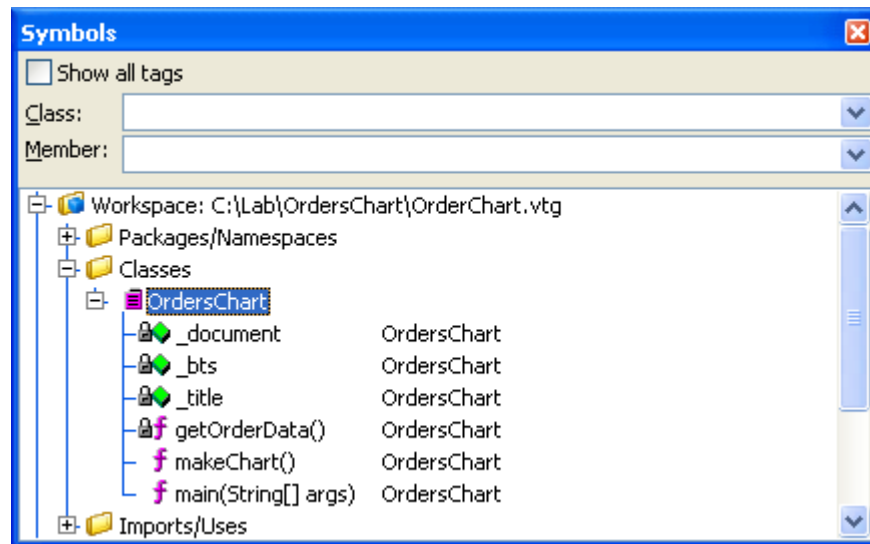 Symbols
Show all tags
Class:
Member:
Workspace: C:\Lab\OrdersChart\OrderChart.vtg
Packages/Namespaces
Classes
OrdersChart
_document OrdersChart
_bts OrdersChart
_title OrdersChart
getOrderData() OrdersChart
makeChart() OrdersChart
main(String[] args) OrdersChart
Imports/Uses